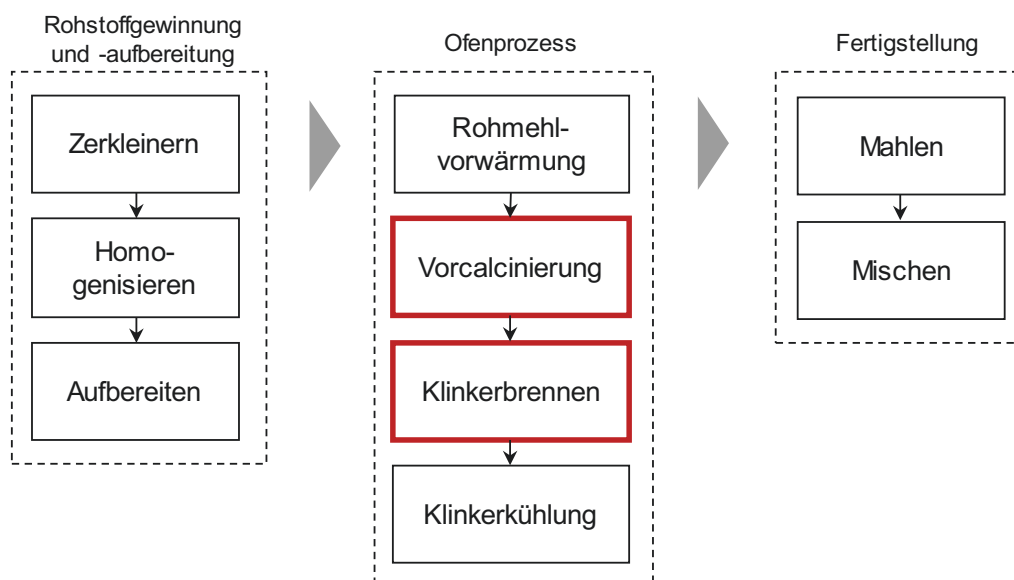 Rohstoffgewinnung
und -aufbereitung
Zerkleinern
Homo-
genisieren
Aufbereiten
Ofenprozess
Rohmehl-
vorwärmung
Vorcalcinierung
Klinkerbrennen
Klinkerkühlung
Fertigstellung
Mahlen
Mischen